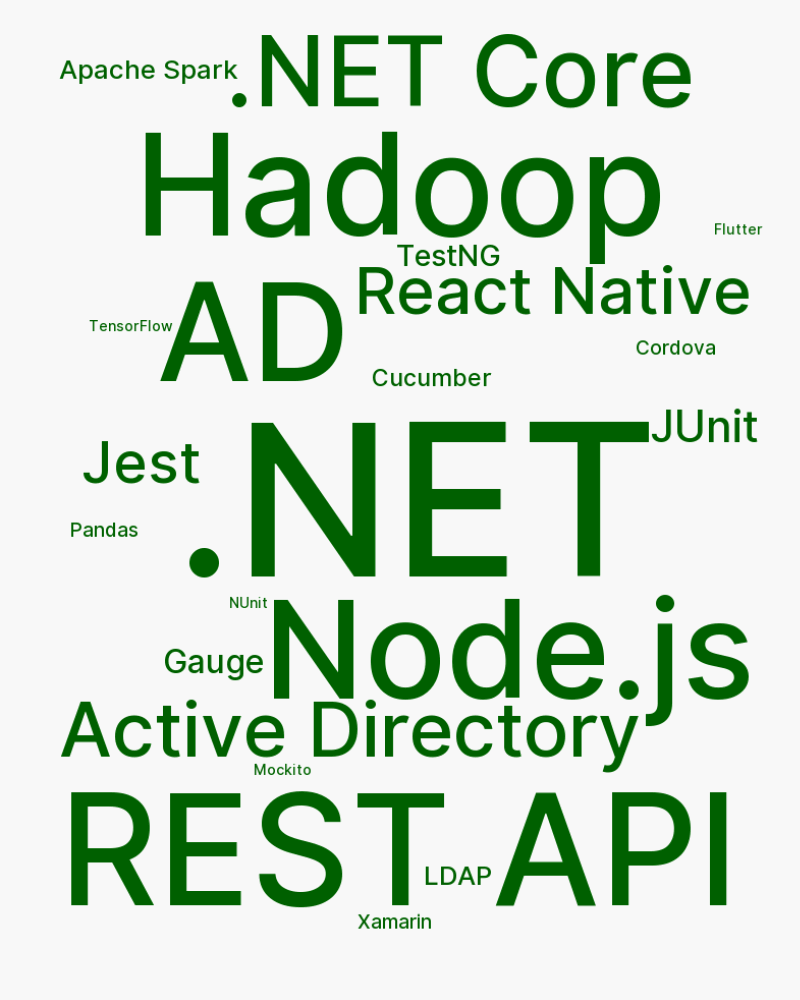 .NET Core
Apache Spark
Hadoop
Flutter
TestNG
React Native
AD
TensorFlow
Cordova
Cucumber
JUnit
Jest
.NET
Pandas
NUnit
Node.js
Gauge
Active Directory
Mockito
REST API
LDAP
Xamarin